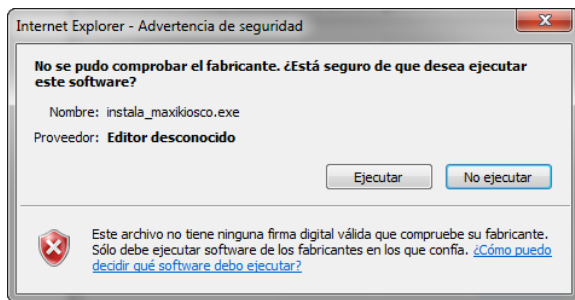 Internet Explorer - Advertencia de seguridad
No se pudo comprobar el fabricante. ¿Está seguro de que desea ejecutar
este software?
Nombre: instala_maxikiosco.exe
Proveedor: Editor desconocido
Ejecutar
No ejecutar
Este archivo no tiene ninguna firma digital válida que compruebe su fabricante.
Sólo debe ejecutar software de los fabricantes en los que confía. ¿Cómo puedo
decidir qué software debo ejecutar?